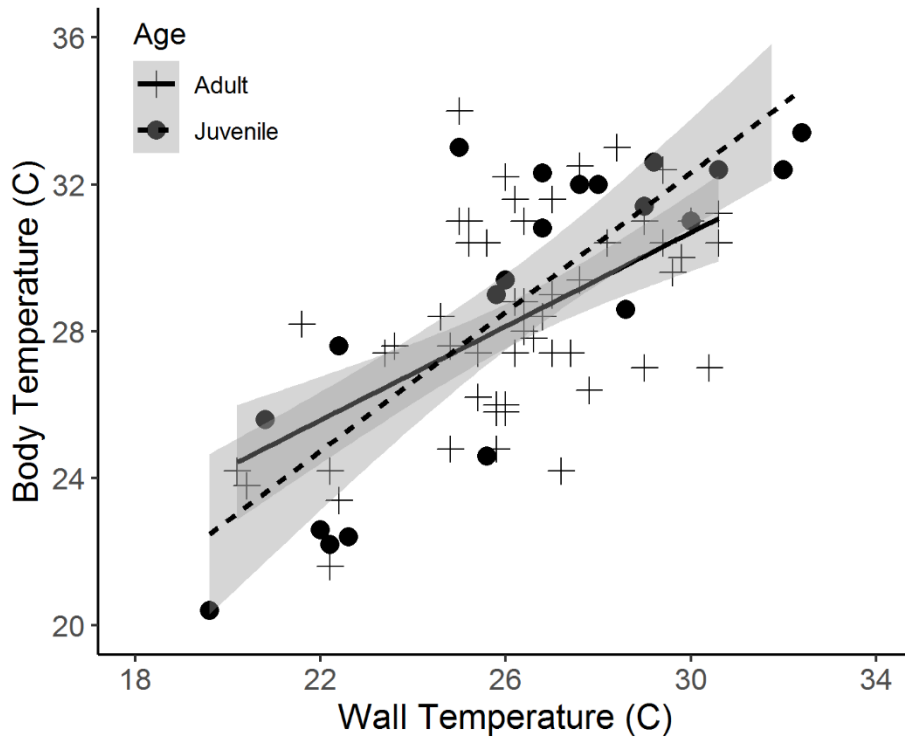 Age
Adult
Juvenile
Body Temperature (C)
36
32
28
24
20
18 22 26 30 34
Wall Temperature (C)